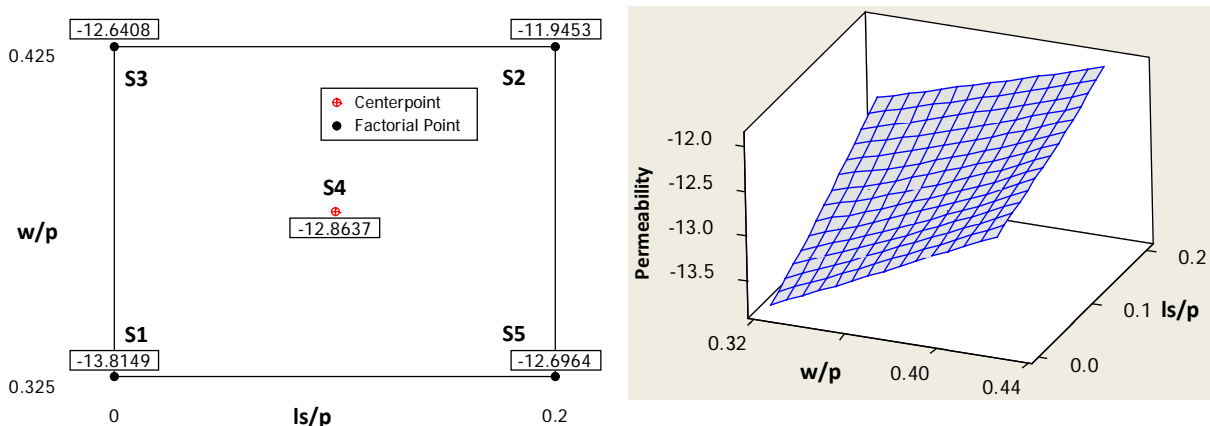 -12.6408
-11.9453
0.425
S3
S2
Centerpoint
Factorial Point
S4
-12.8637
w/p
S1
S5
-13.8149
-12.6964
0.325
0
ls/p
0.2
Permeability
-12.0
-12.5
-13.0
-13.5
0.32
w/p
0.40
0.44
0.0
0.1
ls/p
0.2